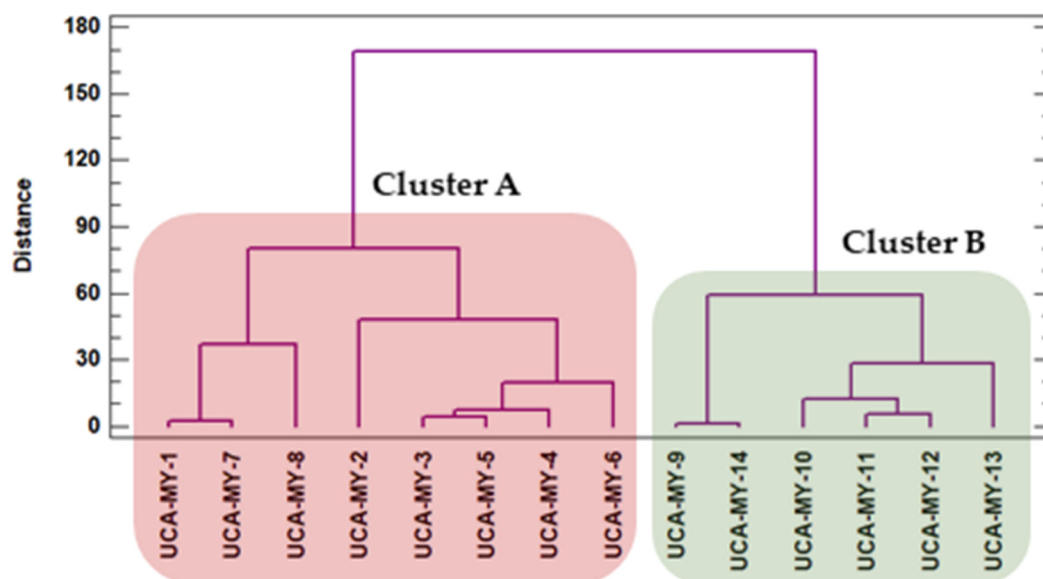 180
150
120
90
60
30
0
Distance
Cluster A
Cluster B
UCA-MY-1
UCA-MY-7
UCA-MY-8
UCA-MY-2
UCA-MY-3
UCA-MY-5
UCA-MY-4
UCA-MY-6
UCA-MY-9
UCA-MY-14
UCA-MY-10
UCA-MY-11
UCA-MY-12
UCA-MY-13